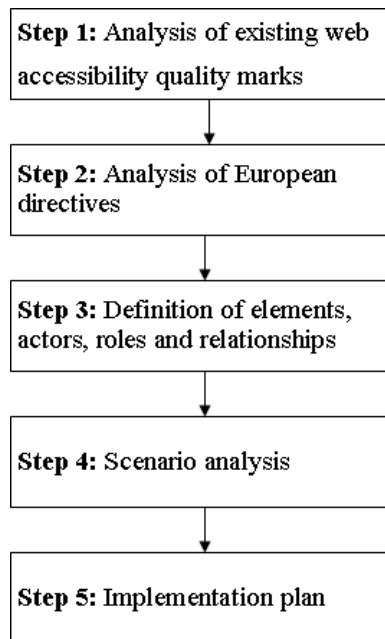 Step 1: Analysis of existing web
accessibility quality marks
Step 2: Analysis of European
directives
Step 3: Definition of elements,
actors, roles and relationships
Step 4: Scenario analysis
Step 5: Implementation plan